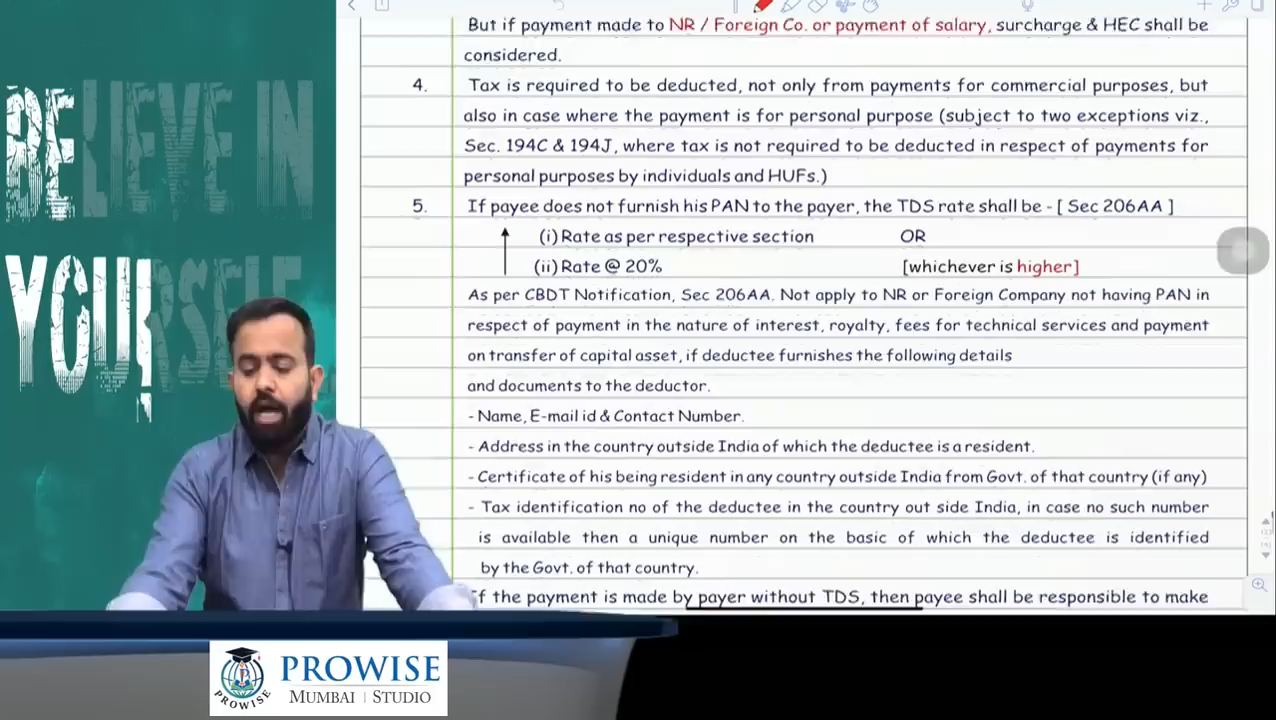 But if payment made to NR / Foreign Co. or payment of salary, surcharge & HEC shall be
considered.
4. Tax is required to be deducted, not only from payments for commercial purposes, but
also in case where the payment is for personal purpose (subject to two exceptions viz.,
Sec. 194C & 194J, where tax is not required to be deducted in respect of payments for
personal purposes by individuals and HUFs.)
5. If payee does not furnish his PAN to the payer, the TDS rate shall be - [ Sec 206AA ]
(i) Rate as per respective section OR
(ii) Rate @ 20% [whichever is higher]
As per CBDT Notification, Sec 206AA. Not apply to NR or Foreign Company not having PAN in
respect of payment in the nature of interest, royalty, fees for technical services and payment
on transfer of capital asset, if deductee furnishes the following details
and documents to the deductor.
- Name, E-mail id & Contact Number.
- Address in the country outside India of which the deductee is a resident.
- Certificate of his being resident in any country outside India from Govt. of that country (if any)
- Tax identification no of the deductee in the country out side India, in case no such number
is available then a unique number on the basic of which the deductee is identified
by the Govt. of that country.
If the payment is made by payer without TDS, then payee shall be responsible to make
BELIEVE IN
YOURSELF
PROWISE
PROWISE
MUMBAI | STUDIO